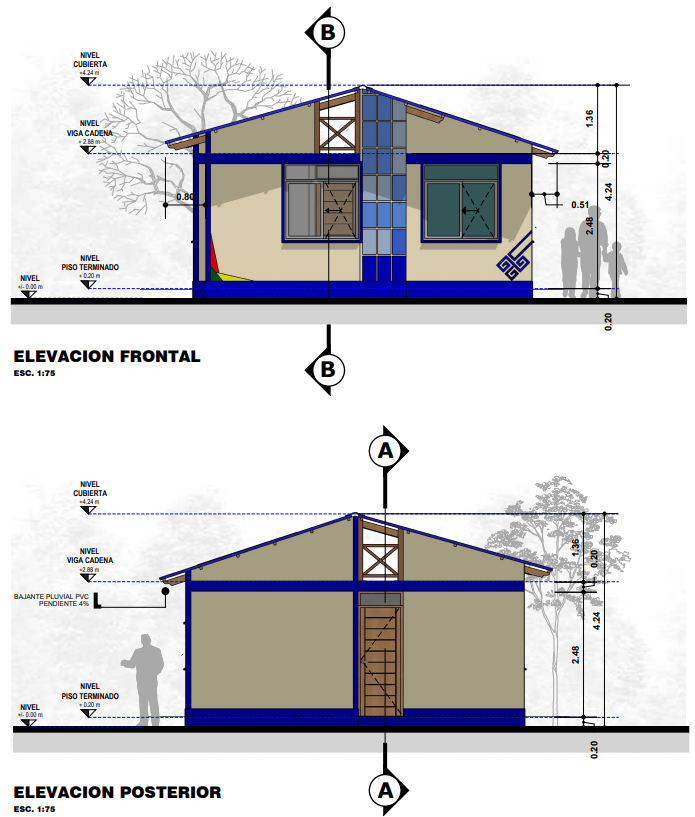 B
NIVEL
CUBIERTA
+4.24 m
NIVEL
VIGA CADENA
+ 2.88 m
1.36
0.20
4.24
0.80
0.51
2.48
NIVEL
PISO TERMINADO
+ 0.20 m
NIVEL
+/- 0.00 m
0.20
ELEVACION FRONTAL
ESC. 1:75
B
A
NIVEL
CUBIERTA
+4.24 m
NIVEL
VIGA CADENA
+2.88 m
1.36
0.20
BAJANTE PLUVIAL PVC
PENDIENTE 4%
4.24
2.48
NIVEL
PISO TERMINADO
+ 0.20 m
NIVEL
+/- 0.00 m
0.20
ELEVACION POSTERIOR
ESC. 1:75
A